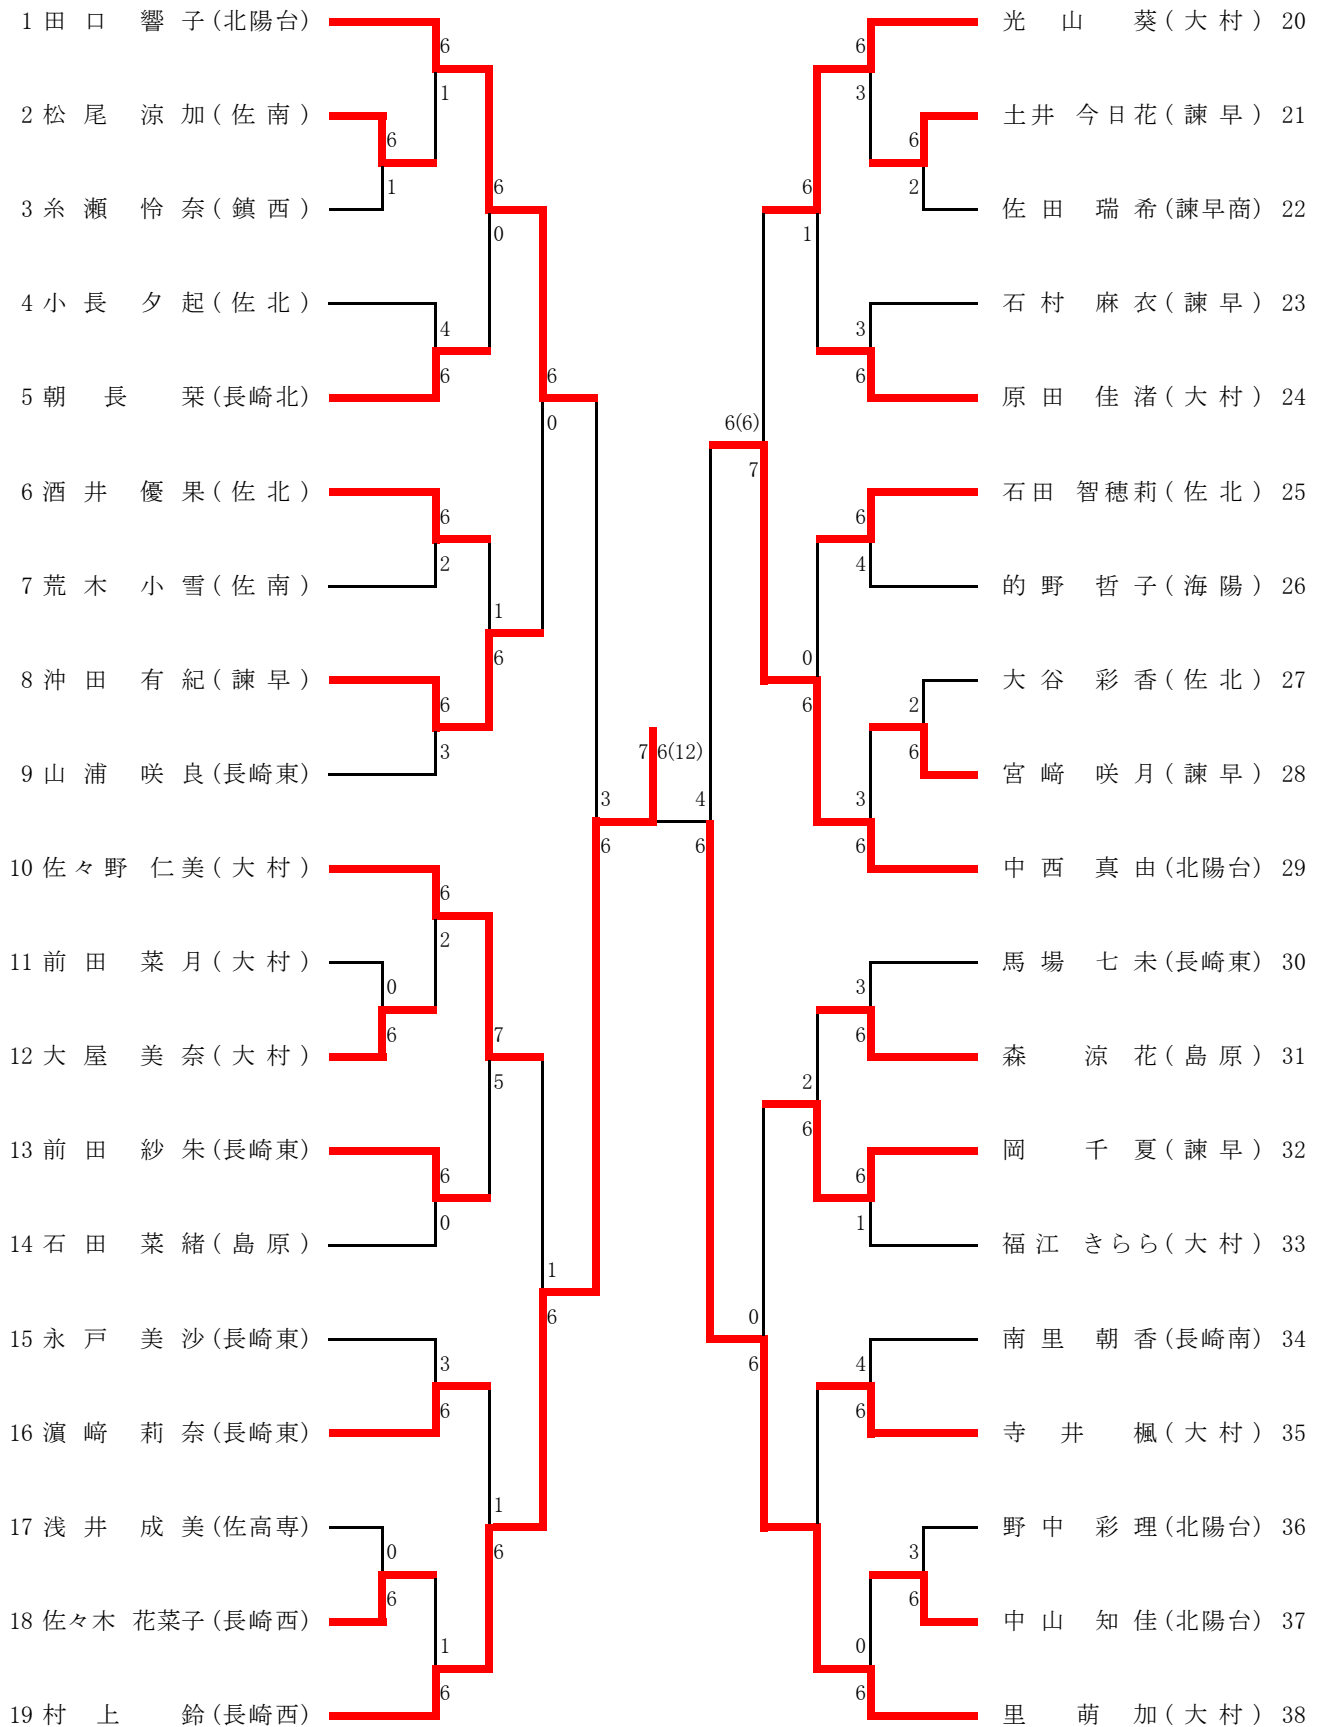 1 田口 響子(北陽台)
光山 葵(大村) 20
6
6
1
3
2 松尾 涼加(佐南)
土井 今日花(諫早) 21
6
6
1
2
6
6
3 糸瀬 怜奈(鎮西)
佐田 瑞希(諫早商) 22
0
1
4 小長 夕起(佐北)
石村 麻衣(諫早) 23
4
3
6
6
6
5 朝長 栞(長崎北)
原田 佳渚(大村) 24
0
6(6)
7
6 酒井 優果(佐北)
石田 智穂莉(佐北) 25
6
6
2
4
7 荒木 小雪(佐南)
的野 哲子(海陽) 26
1
6
0
8 沖田 有紀(諫早)
大谷 彩香(佐北) 27
6
6
2
3
7
6(12)
6
9 山浦 咲良(長崎東)
宮﨑 咲月(諫早) 28
3
4
3
6
6
6
10 佐々野 仁美(大村)
中西 真由(北陽台) 29
6
2
11 前田 菜月(大村)
馬場 七未(長崎東) 30
0
3
6
7
6
12 大屋 美奈(大村)
森 涼花(島原) 31
5
2
6
13 前田 紗朱(長崎東)
岡 千夏(諫早) 32
6
6
0
1
14 石田 菜緒(島原)
福江 きらら(大村) 33
1
6
0
15 永戸 美沙(長崎東)
南里 朝香(長崎南) 34
3
6
4
6
6
16 濵﨑 莉奈(長崎東)
寺井 楓(大村) 35
1
17 浅井 成美(佐高専)
野中 彩理(北陽台) 36
0
6
3
6
6
18 佐々木 花菜子(長崎西)
中山 知佳(北陽台) 37
1
0
6
6
19 村上 鈴(長崎西)
里 萌加(大村) 38